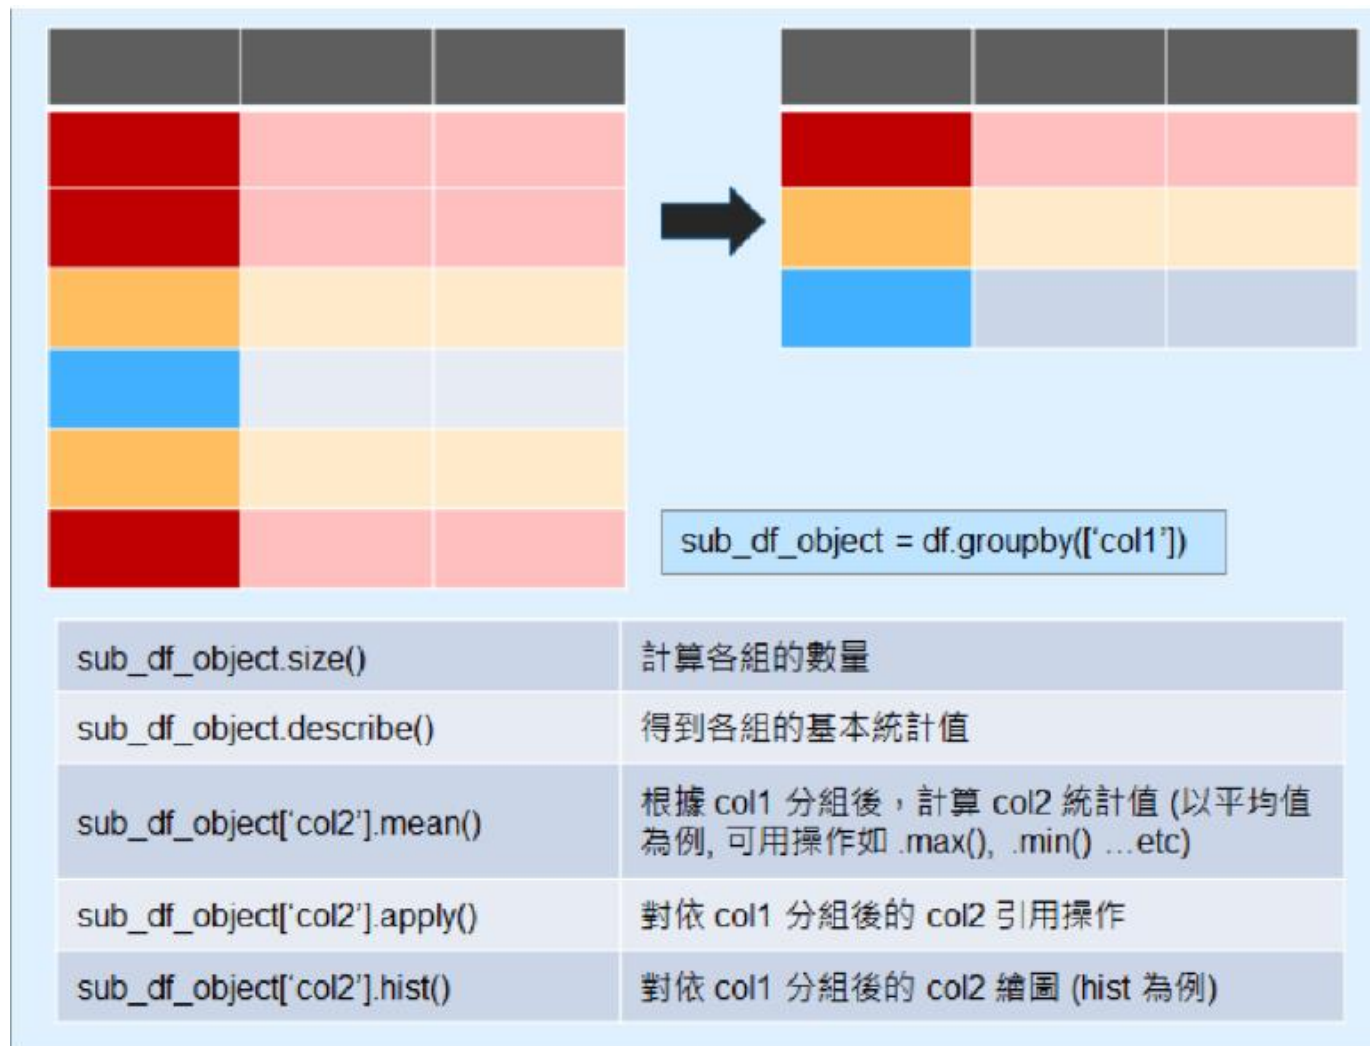 sub_df_object = df.groupby([‘col1’])
sub_df_object.size()
計算各組的數量
sub_df_object.describe()
得到各組的基本統計值
sub_df_object[‘col2’].mean()
根據 col1 分組後，計算 col2 統計值 (以平均值
為例, 可用操作如 .max(), .min() …etc)
sub_df_object[‘col2’].apply()
對依 col1 分組後的 col2 引用操作
sub_df_object[‘col2’].hist()
對依 col1 分組後的 col2 繪圖 (hist 為例)